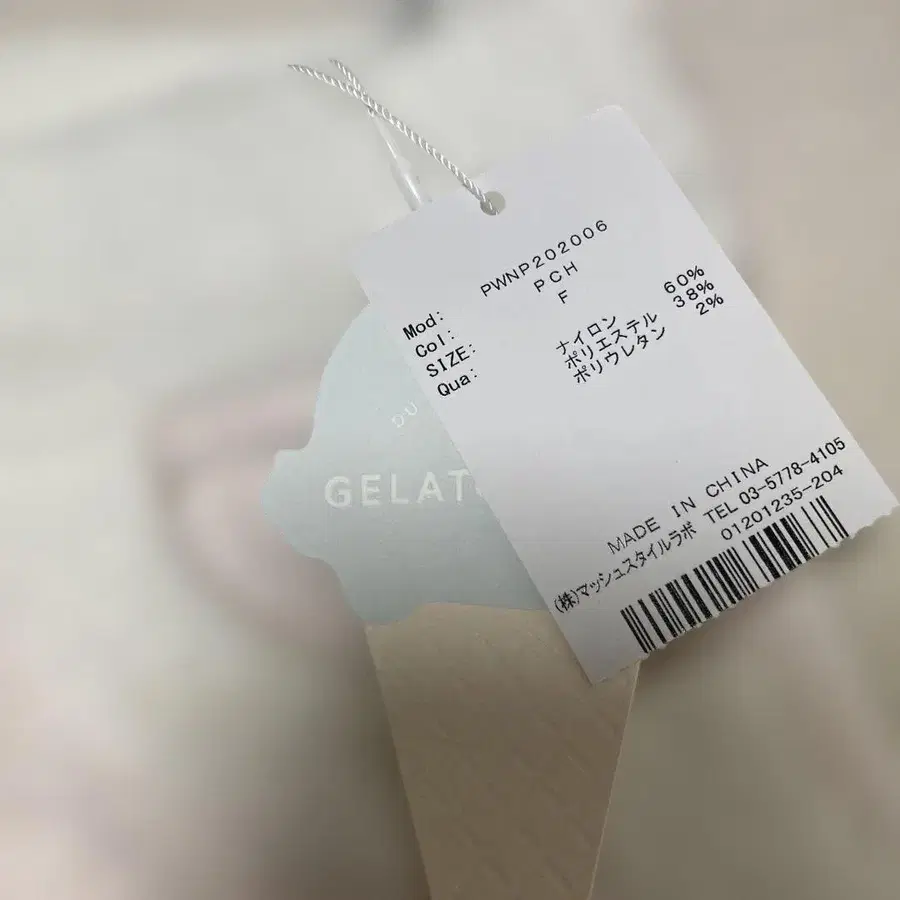 Mod: PWNP202006
Col: PCH
SIZE: F
Qua: ナイロン 60%
ポリエステル 38%
ポリウレタン 2%
MADE IN CHINA
(株)マッシュスタイルラボ TEL 03-5778-4105
01201235-204
DU
GELAT